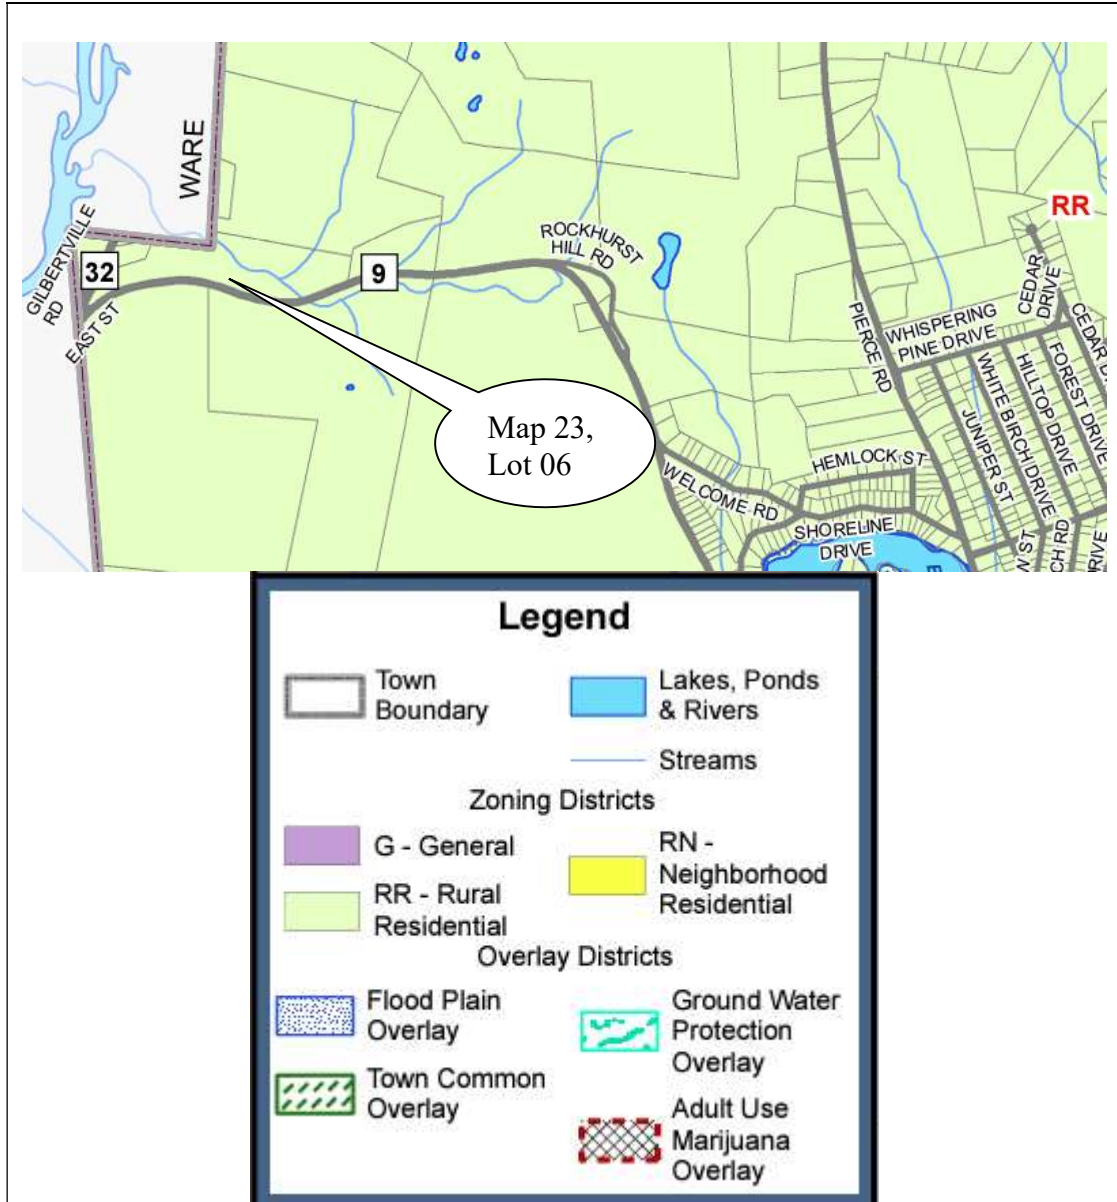 WARE
GILBERTVILLE
RD
32
EAST ST
9
ROCKHURST
HILL RD
RR
CEDAR
DRIVE
PIERCE RD
WHISPERING
PINE DRIVE
JUNIPER ST
WHITE BIRCH DRIVE
HILLTOP DRIVE
FOREST DRIVE
CEDAR
Map 23,
Lot 06
WELCOME RD
HEMLOCK ST
SHORELINE
DRIVE
Legend
Town
Boundary
Lakes, Ponds
& Rivers
Streams
Zoning Districts
G - General
RN -
Neighborhood
Residential
RR - Rural
Residential
Overlay Districts
Flood Plain
Overlay
Ground Water
Protection
Overlay
Town Common
Overlay
Adult Use
Marijuana
Overlay